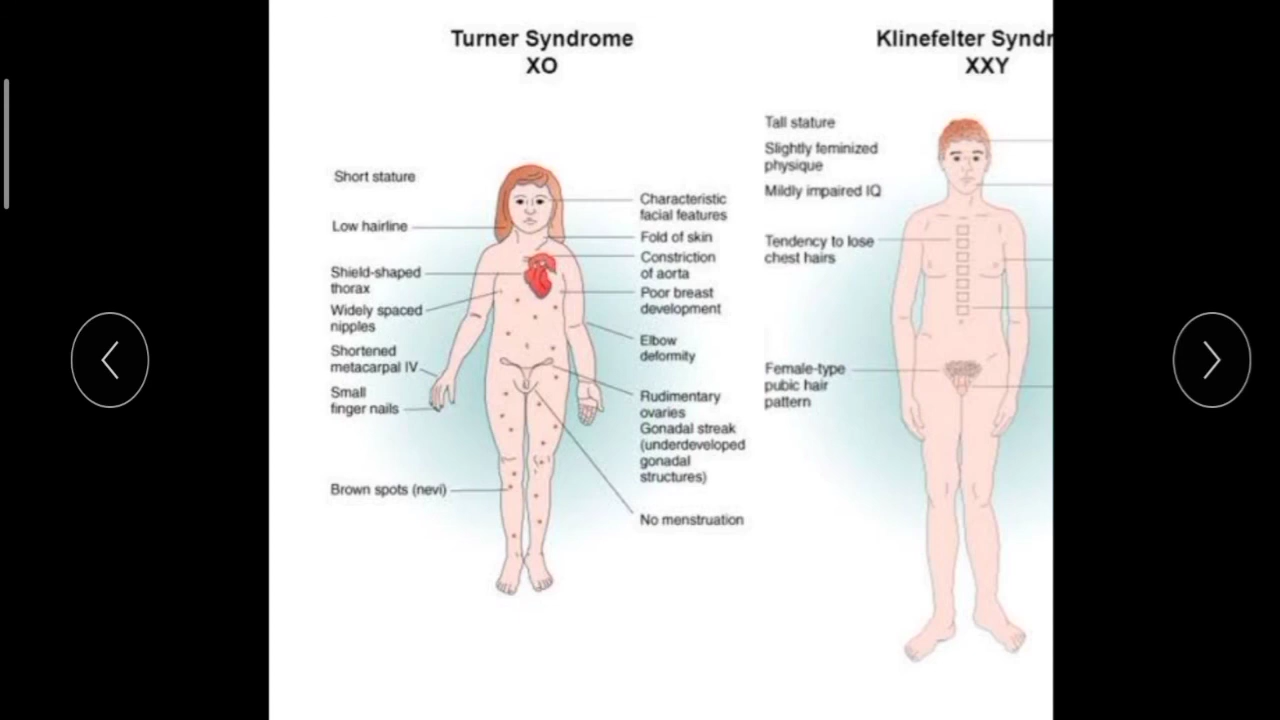 Turner Syndrome
XO
Short stature
Low hairline
Shield-shaped
thorax
Widely spaced
nipples
Shortened
metacarpal IV
Small
finger nails
Brown spots (nevi)
Characteristic
facial features
Fold of skin
Constriction
of aorta
Poor breast
development
Elbow
deformity
Rudimentary
ovaries
Gonadal streak
(underdeveloped
gonadal
structures)
No menstruation
Klinefelter Syndr
XXY
Tall stature
Slightly feminized
physique
Mildly impaired IQ
Tendency to lose
chest hairs
Female-type
pubic hair
pattern